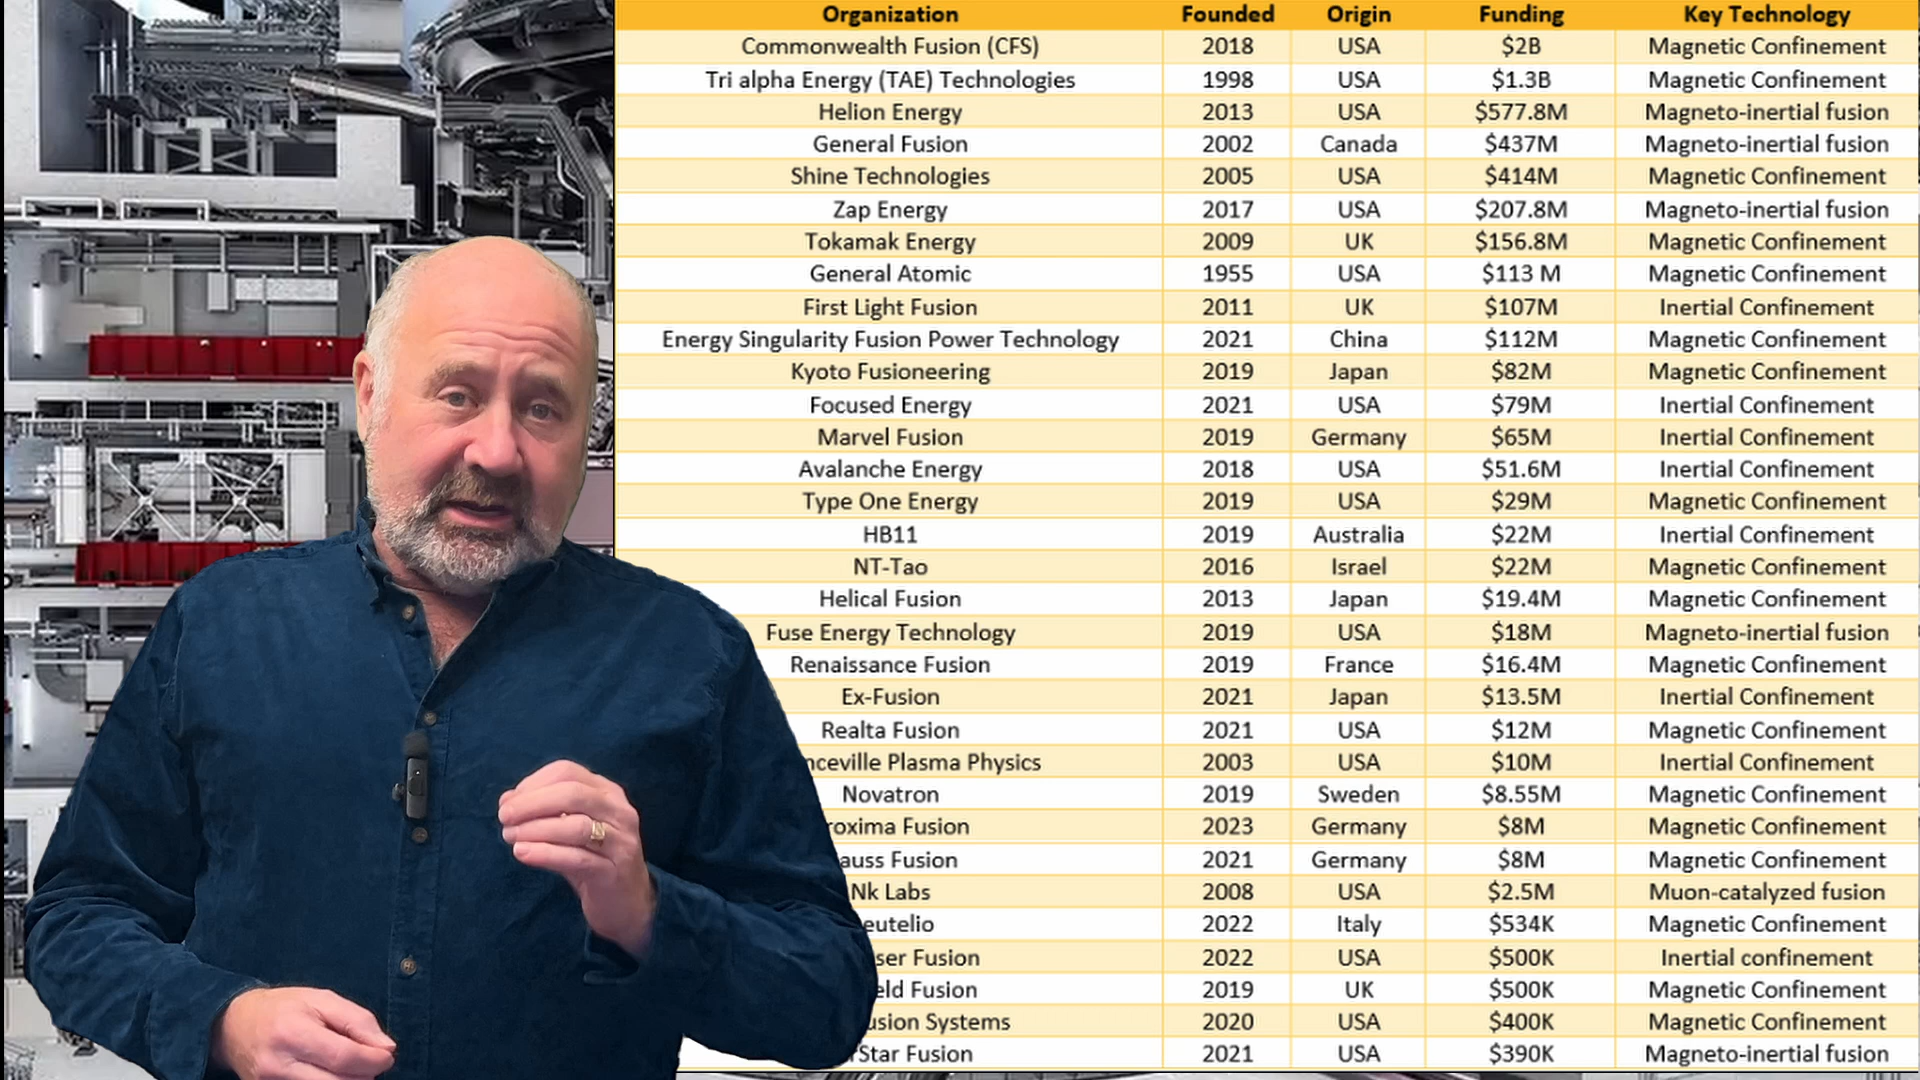 Organization Founded Origin Funding Key Technology
Commonwealth Fusion (CFS) 2018 USA $2B Magnetic Confinement
Tri alpha Energy (TAE) Technologies 1998 USA $1.3B Magnetic Confinement
Helion Energy 2013 USA $577.8M Magneto-inertial fusion
General Fusion 2002 Canada $437M Magneto-inertial fusion
Shine Technologies 2005 USA $414M Magnetic Confinement
Zap Energy 2017 USA $207.8M Magneto-inertial fusion
Tokamak Energy 2009 UK $156.8M Magnetic Confinement
General Atomic 1955 USA $113 M Magnetic Confinement
First Light Fusion 2011 UK $107M Inertial Confinement
Energy Singularity Fusion Power Technology 2021 China $112M Magnetic Confinement
Kyoto Fusioneering 2019 Japan $82M Magnetic Confinement
Focused Energy 2021 USA $79M Inertial Confinement
Marvel Fusion 2019 Germany $65M Inertial Confinement
Avalanche Energy 2018 USA $51.6M Inertial Confinement
Type One Energy 2019 USA $29M Magnetic Confinement
HB11 2019 Australia $22M Inertial Confinement
NT-Tao 2016 Israel $22M Magnetic Confinement
Helical Fusion 2013 Japan $19.4M Magnetic Confinement
Fuse Energy Technology 2019 USA $18M Magneto-inertial fusion
Renaissance Fusion 2019 France $16.4M Magnetic Confinement
Ex-Fusion 2021 Japan $13.5M Inertial Confinement
Realta Fusion 2021 USA $12M Magnetic Confinement
nceville Plasma Physics 2003 USA $10M Inertial Confinement
Novatron 2019 Sweden $8.55M Magnetic Confinement
roxima Fusion 2023 Germany $8M Magnetic Confinement
auss Fusion 2021 Germany $8M Magnetic Confinement
Nk Labs 2008 USA $2.5M Muon-catalyzed fusion
eutelio 2022 Italy $534K Magnetic Confinement
ser Fusion 2022 USA $500K Inertial confinement
eld Fusion 2019 UK $500K Magnetic Confinement
usion Systems 2020 USA $400K Magnetic Confinement
Star Fusion 2021 USA $390K Magneto-inertial fusion